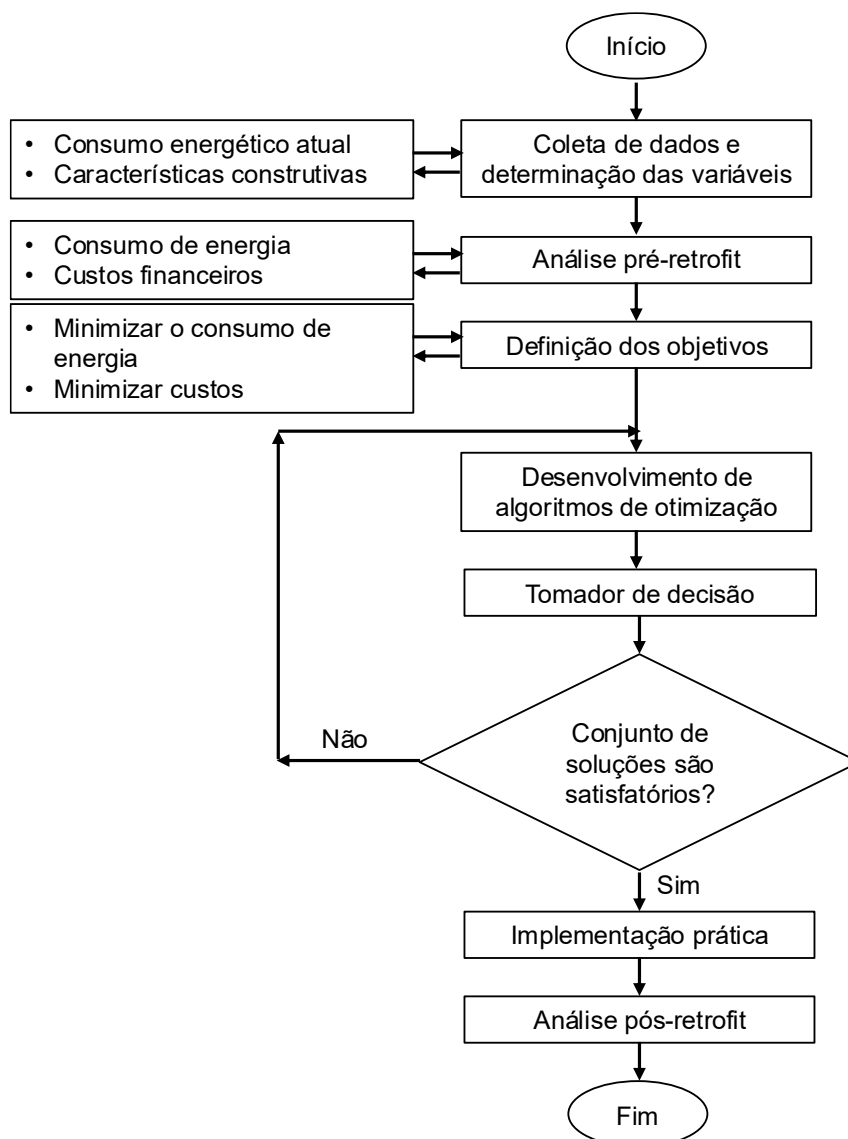 Início
• Consumo energético atual
• Características construtivas
Coleta de dados e
determinação das variáveis
• Consumo de energia
• Custos financeiros
Análise pré-retrofit
• Minimizar o consumo de
energia
• Minimizar custos
Definição dos objetivos
Desenvolvimento de
algoritmos de otimização
Tomador de decisão
Não
Conjunto de
soluções são
satisfatórios?
Sim
Implementação prática
Análise pós-retrofit
Fim